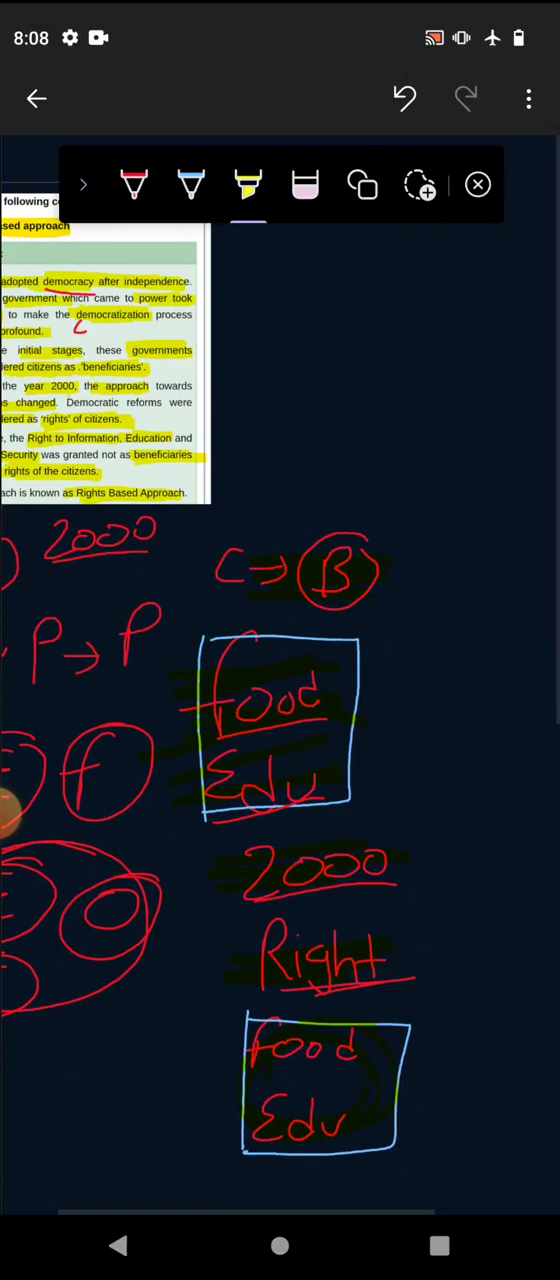 8:08
following c
ased approach
:
adopted democracy after independence.
government which came to power took
to make the democratization process
profound.
e initial stages, these governments
dered citizens as .'beneficiaries'.
the year 2000, the approach towards
s changed. Democratic reforms were
dered as 'rights' of citizens.
e, the Right to Information, Education and
Security was granted not as beneficiaries
rights of the citizens.
ach is known as Rights Based Approach.
2000
C ⇒ B
P → P
food
f
Edu
2000
Right
food
Edu